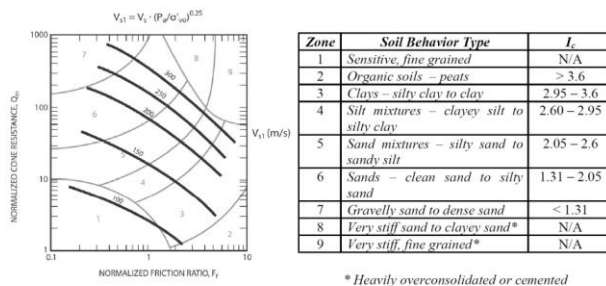 V_s1 = V_s · (P_a/σ'_vo)^0.25
1000
100
10
1
0.1
1
10
NORMALIZED CONE RESISTANCE, Q_tn
NORMALIZED FRICTION RATIO, F_r
7
8
9
6
5
4
3
1
2
300
250
200
150
100
V_s1 (m/s)
Zone Soil Behavior Type I_c
1 Sensitive, fine grained N/A
2 Organic soils – peats > 3.6
3 Clays – silty clay to clay 2.95 – 3.6
4 Silt mixtures – clayey silt to silty clay 2.60 – 2.95
5 Sand mixtures – silty sand to sandy silt 2.05 – 2.6
6 Sands – clean sand to silty sand 1.31 – 2.05
7 Gravelly sand to dense sand < 1.31
8 Very stiff sand to clayey sand* N/A
9 Very stiff, fine grained* N/A
* Heavily overconsolidated or cemented